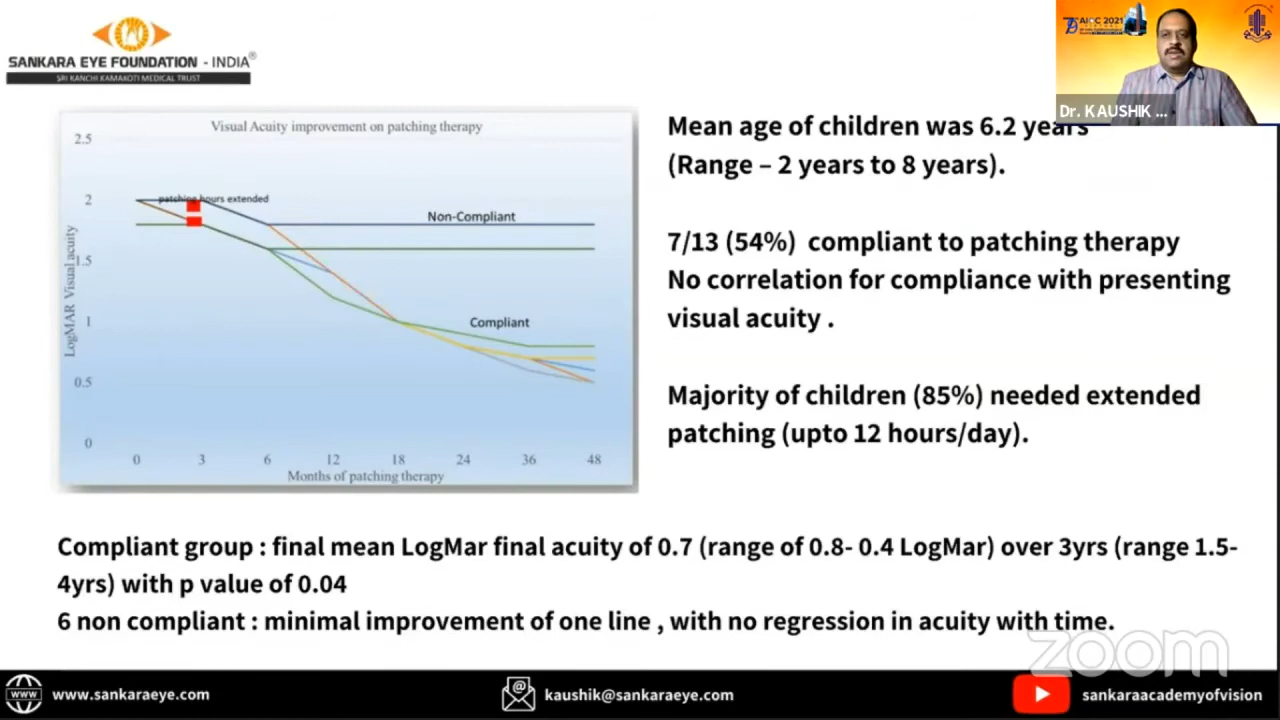 SANKARA EYE FOUNDATION - INDIA®
SRI KANCHI KAMAKOTI MEDICAL TRUST
AIOC 2021
Dr. KAUSHIK ...
Visual Acuity improvement on patching therapy
2.5
2
1.5
1
0.5
0
LogMAR Visual acuity
patching hours extended
Non-Compliant
Compliant
0 3 6 12 18 24 36 48
Months of patching therapy
Mean age of children was 6.2 years
(Range – 2 years to 8 years).
7/13 (54%) compliant to patching therapy
No correlation for compliance with presenting
visual acuity .
Majority of children (85%) needed extended
patching (upto 12 hours/day).
Compliant group : final mean LogMar final acuity of 0.7 (range of 0.8- 0.4 LogMar) over 3yrs (range 1.5-
4yrs) with p value of 0.04
6 non compliant : minimal improvement of one line , with no regression in acuity with time.
zoom
www
www.sankaraeye.com
kaushik@sankaraeye.com
sankaraacademyofvision